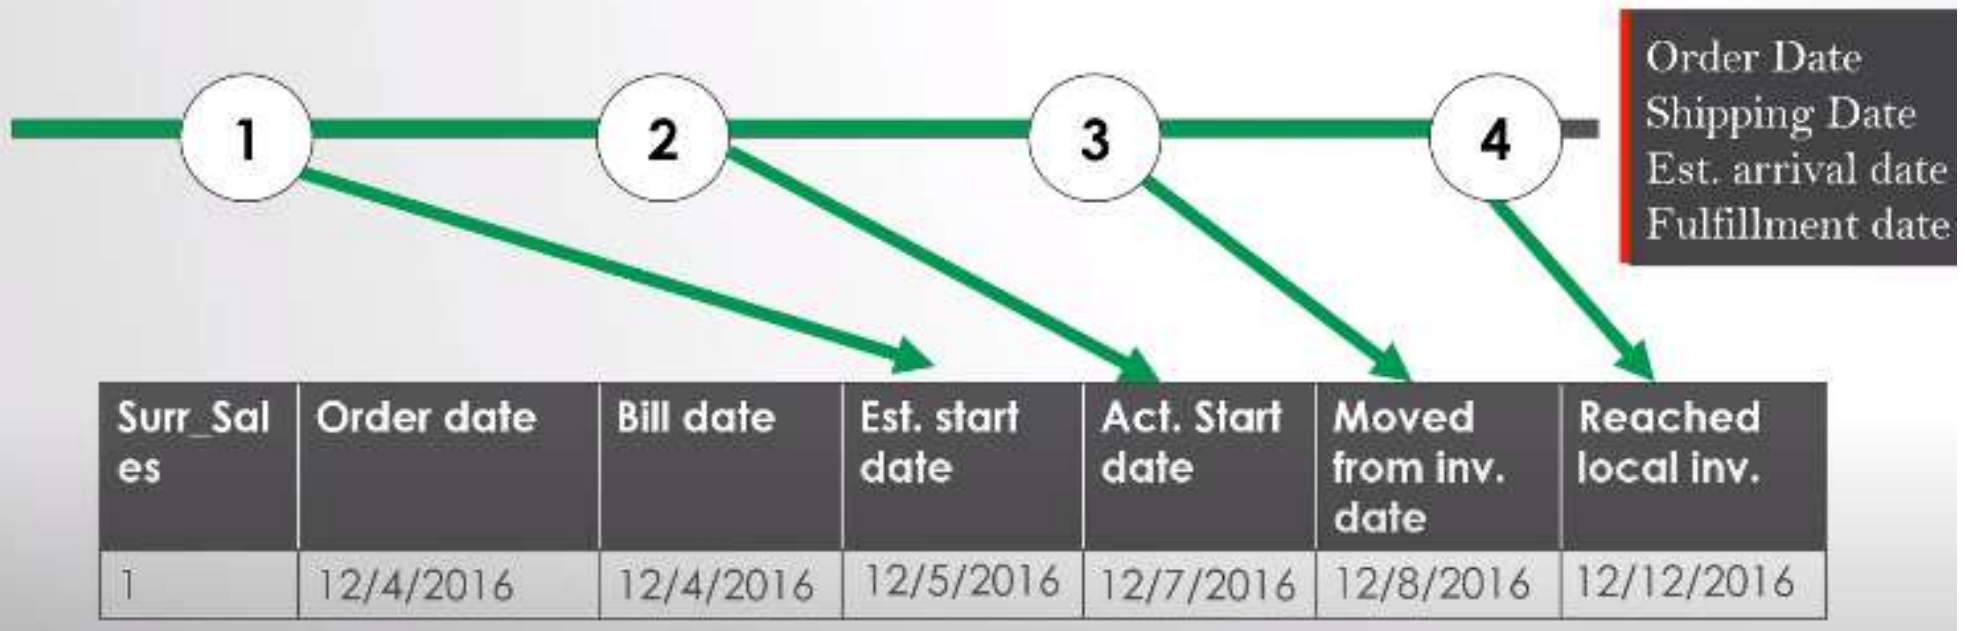 1
2
3
4
Order Date
Shipping Date
Est. arrival date
Fulfillment date
Surr_Sal
es
Order date
Bill date
Est. start
date
Act. Start
date
Moved
from inv.
date
Reached
local inv.
1
12/4/2016
12/4/2016
12/5/2016
12/7/2016
12/8/2016
12/12/2016